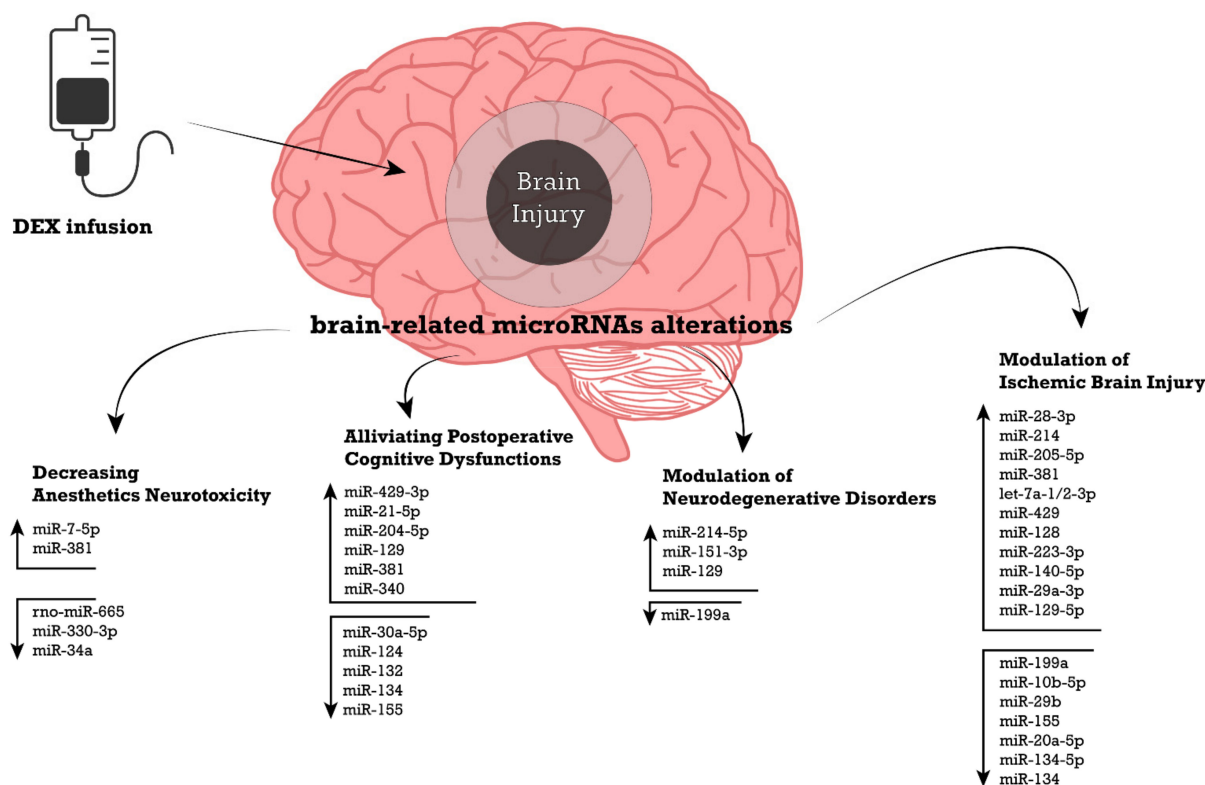 DEX infusion
Brain
Injury
brain-related microRNAs alterations
Decreasing
Anesthetics Neurotoxicity
miR-7-5p
miR-381
rno-miR-665
miR-330-3p
miR-34a
Alliviating Postoperative
Cognitive Dysfunctions
miR-429-3p
miR-21-5p
miR-204-5p
miR-129
miR-381
miR-340
miR-30a-5p
miR-124
miR-132
miR-134
miR-155
Modulation of
Neurodegenerative Disorders
miR-214-5p
miR-151-3p
miR-129
miR-199a
Modulation of
Ischemic Brain Injury
miR-28-3p
miR-214
miR-205-5p
miR-381
let-7a-1/2-3p
miR-429
miR-128
miR-223-3p
miR-140-5p
miR-29a-3p
miR-129-5p
miR-199a
miR-10b-5p
miR-29b
miR-155
miR-20a-5p
miR-134-5p
miR-134